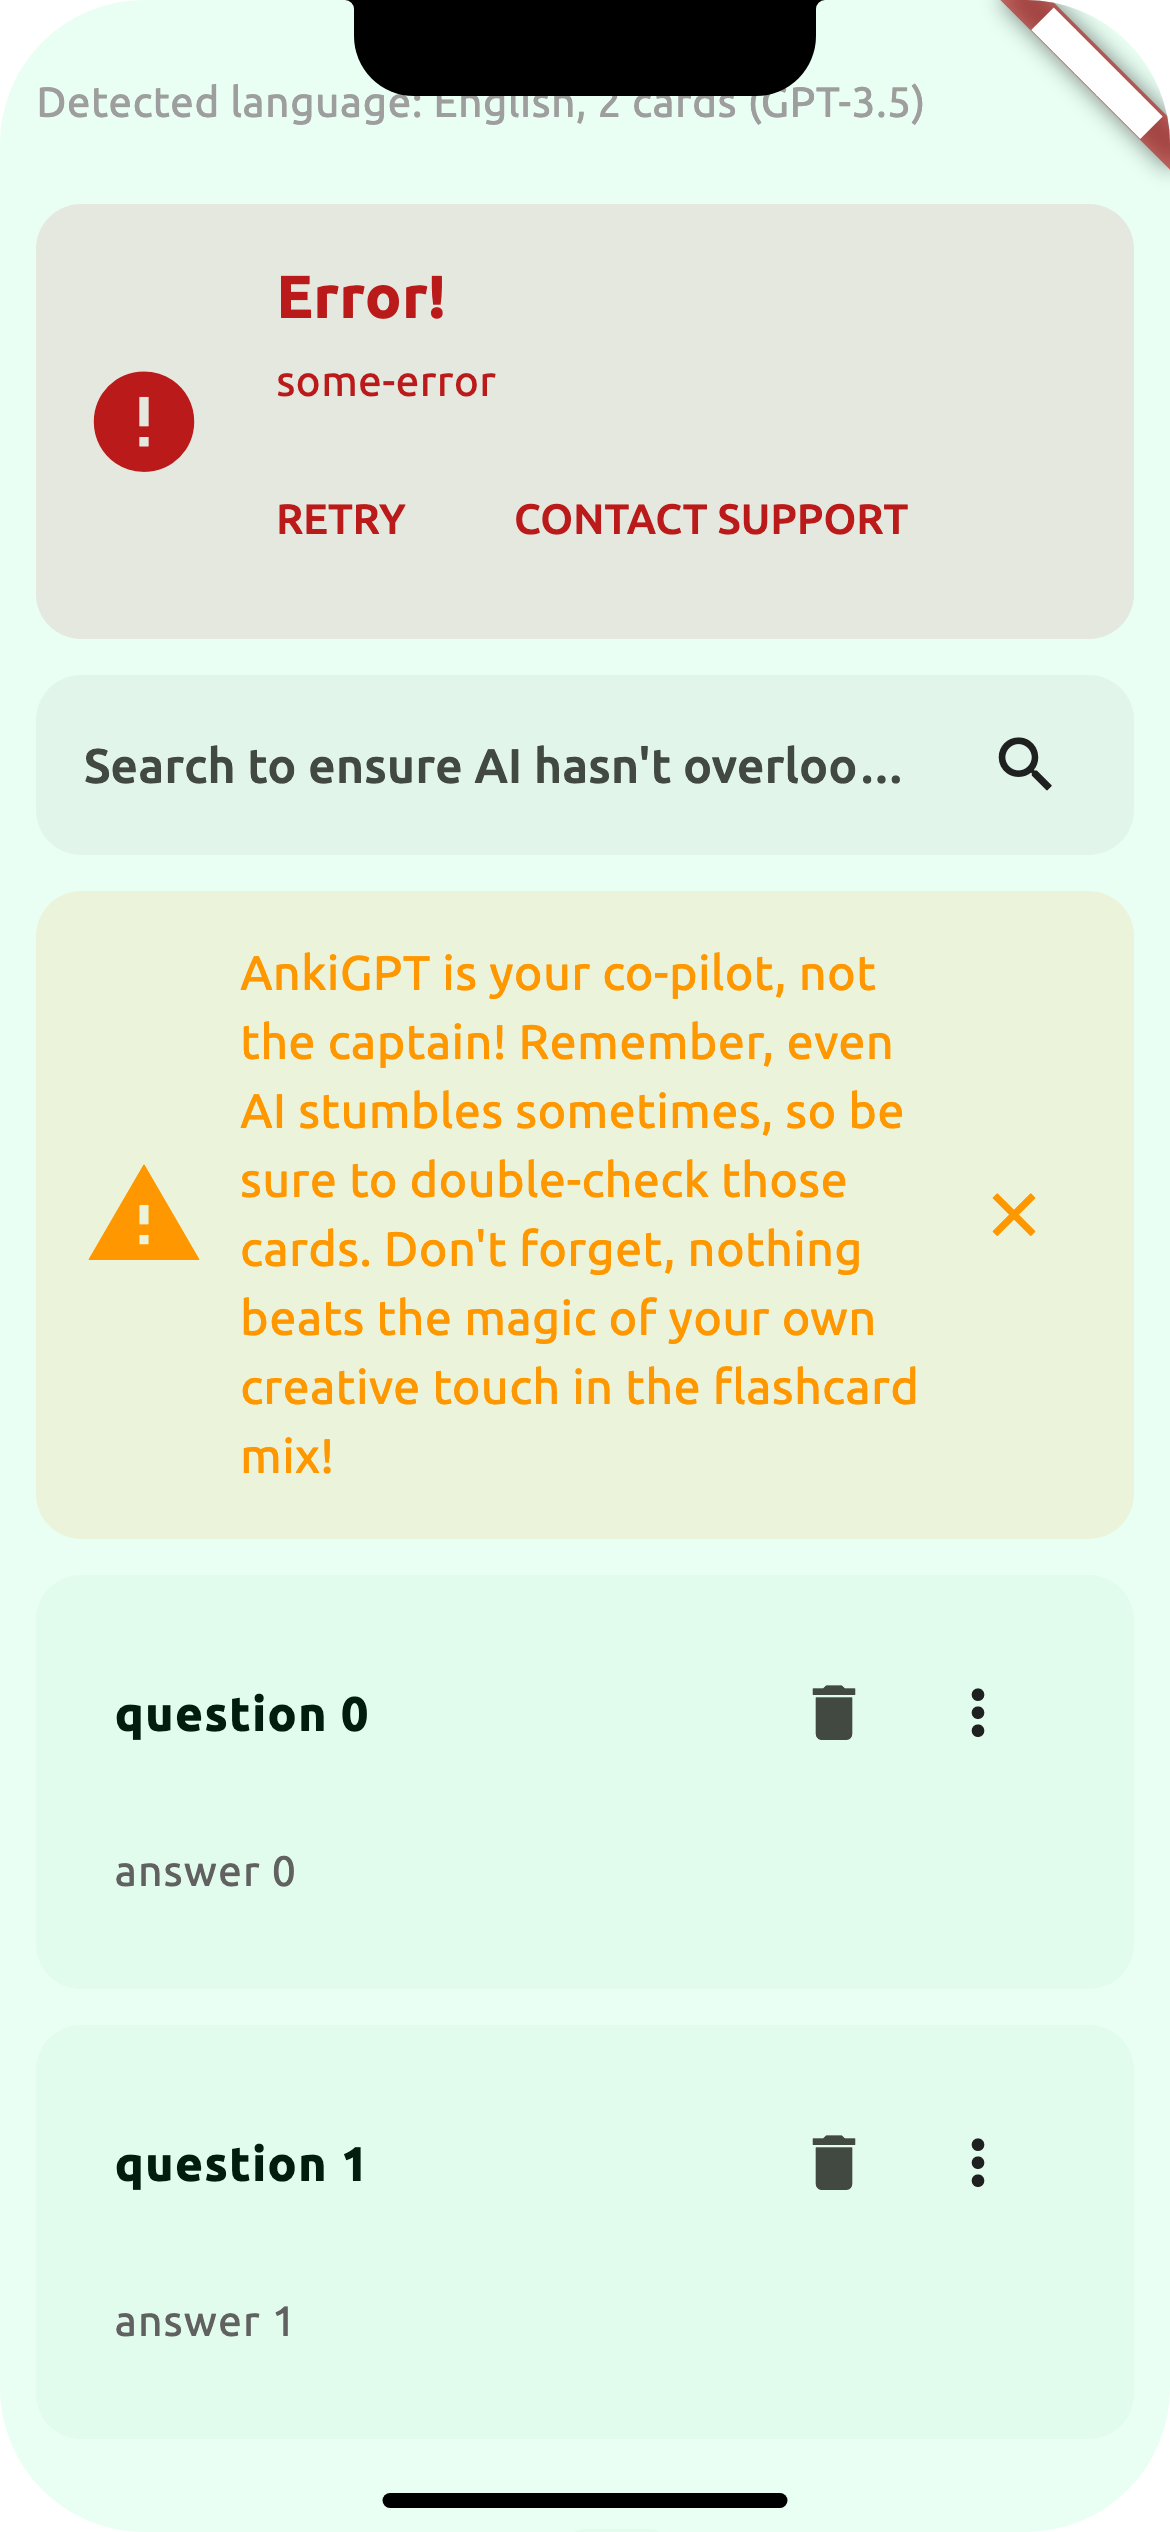 Detected language: English, 2 cards (GPT-3.5)
Error!
some-error
RETRY CONTACT SUPPORT
Search to ensure AI hasn't overloo...
AnkiGPT is your co-pilot, not
the captain! Remember, even
AI stumbles sometimes, so be
sure to double-check those
cards. Don't forget, nothing
beats the magic of your own
creative touch in the flashcard
mix!
question 0
answer 0
question 1
answer 1